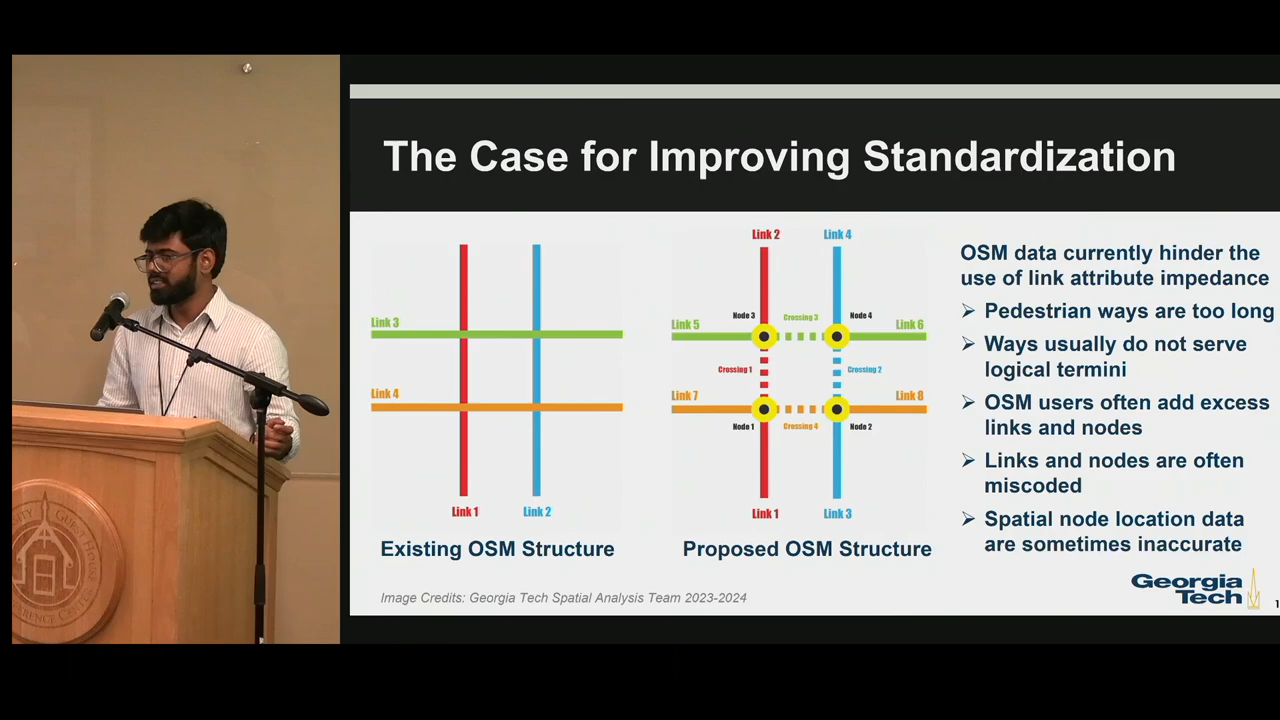 The Case for Improving Standardization
Link 3
Link 4
Link 1
Link 2
Existing OSM Structure
Link 2
Link 4
Node 3
Crossing 3
Node 4
Link 5
Link 6
Crossing 1
Crossing 2
Link 7
Link 8
Node 1
Crossing 4
Node 2
Link 1
Link 3
Proposed OSM Structure
OSM data currently hinder the
use of link attribute impedance
➢ Pedestrian ways are too long
➢ Ways usually do not serve
logical termini
➢ OSM users often add excess
links and nodes
➢ Links and nodes are often
miscoded
➢ Spatial node location data
are sometimes inaccurate
Image Credits: Georgia Tech Spatial Analysis Team 2023-2024
Georgia
Tech